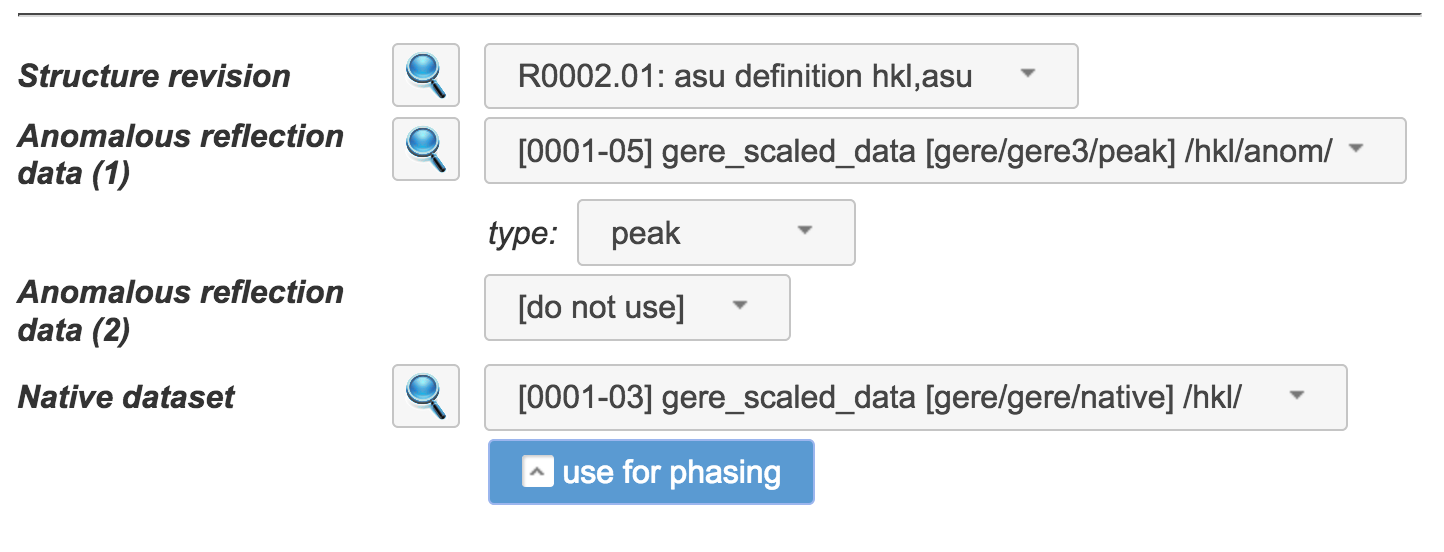 Structure revision R0002.01: asu definition hkl,asu
Anomalous reflection data (1) [0001-05] gere_scaled_data [gere/gere3/peak] /hkl/anom/
type: peak
Anomalous reflection data (2) [do not use]
Native dataset [0001-03] gere_scaled_data [gere/gere/native] /hkl/
use for phasing